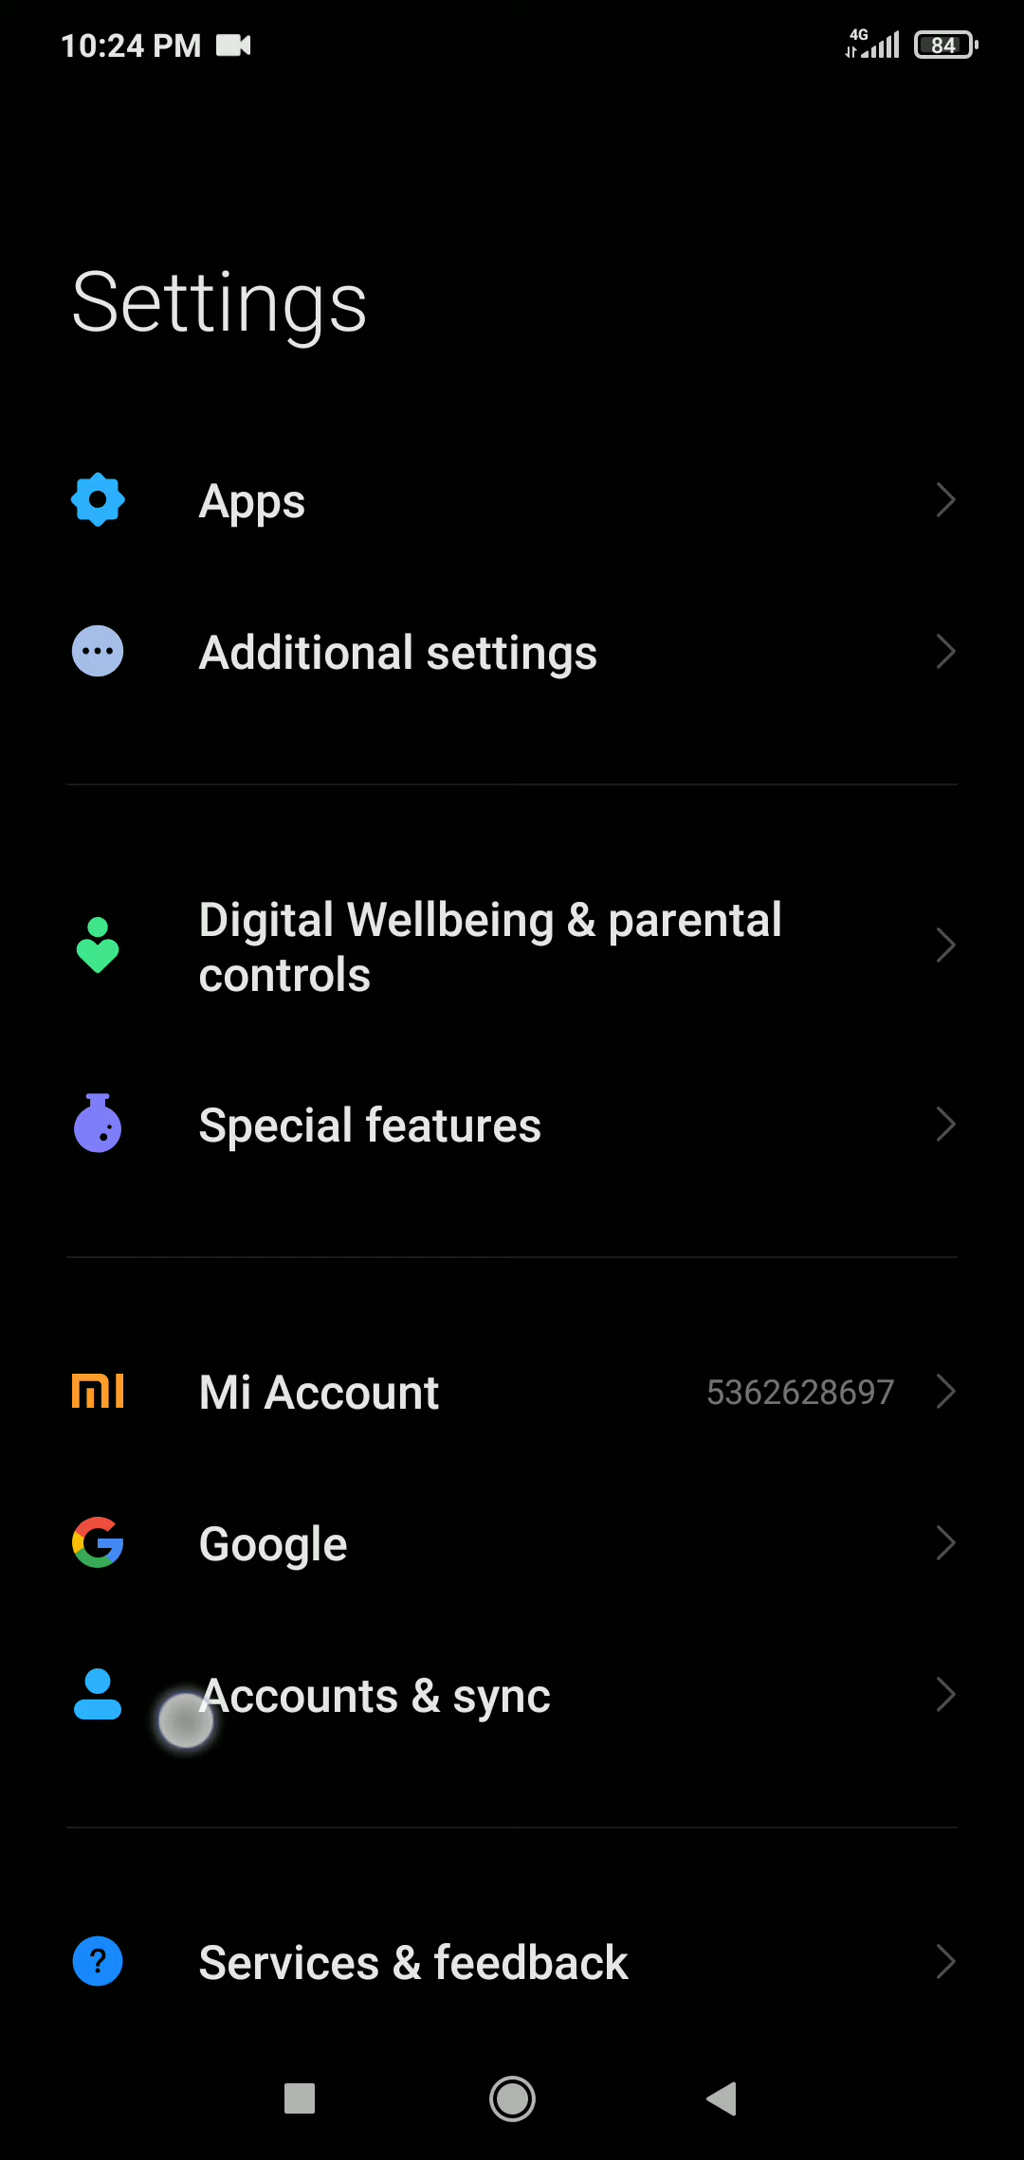 10:24 PM
4G
84
Settings
Apps
Additional settings
Digital Wellbeing & parental
controls
Special features
Mi Account
5362628697
Google
Accounts & sync
Services & feedback